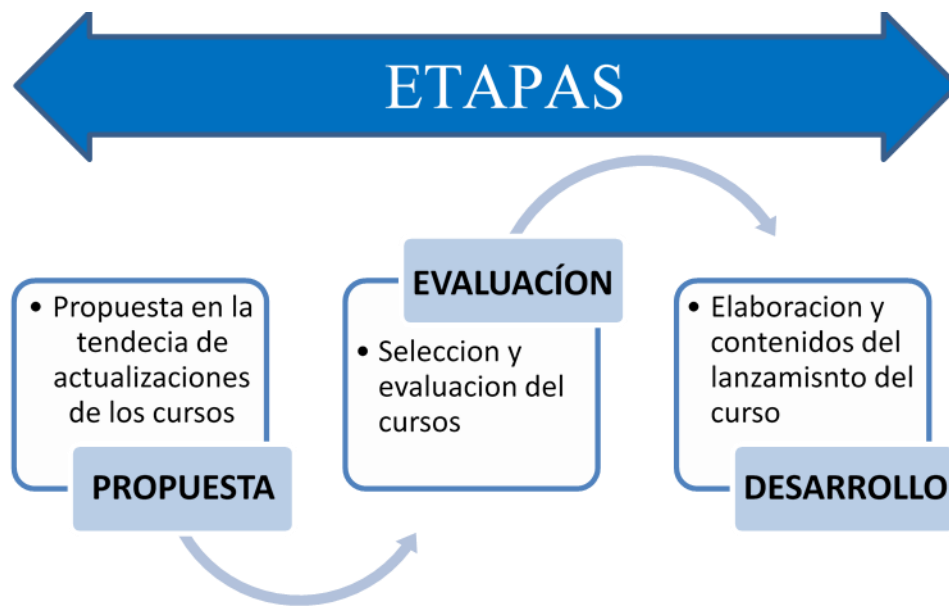 ETAPAS
• Propuesta en la
tendecia de
actualizaciones
de los cursos
PROPUESTA
EVALUACÍON
• Seleccion y
evaluacion del
cursos
• Elaboracion y
contenidos del
lanzamisnto del
curso
DESARROLLO